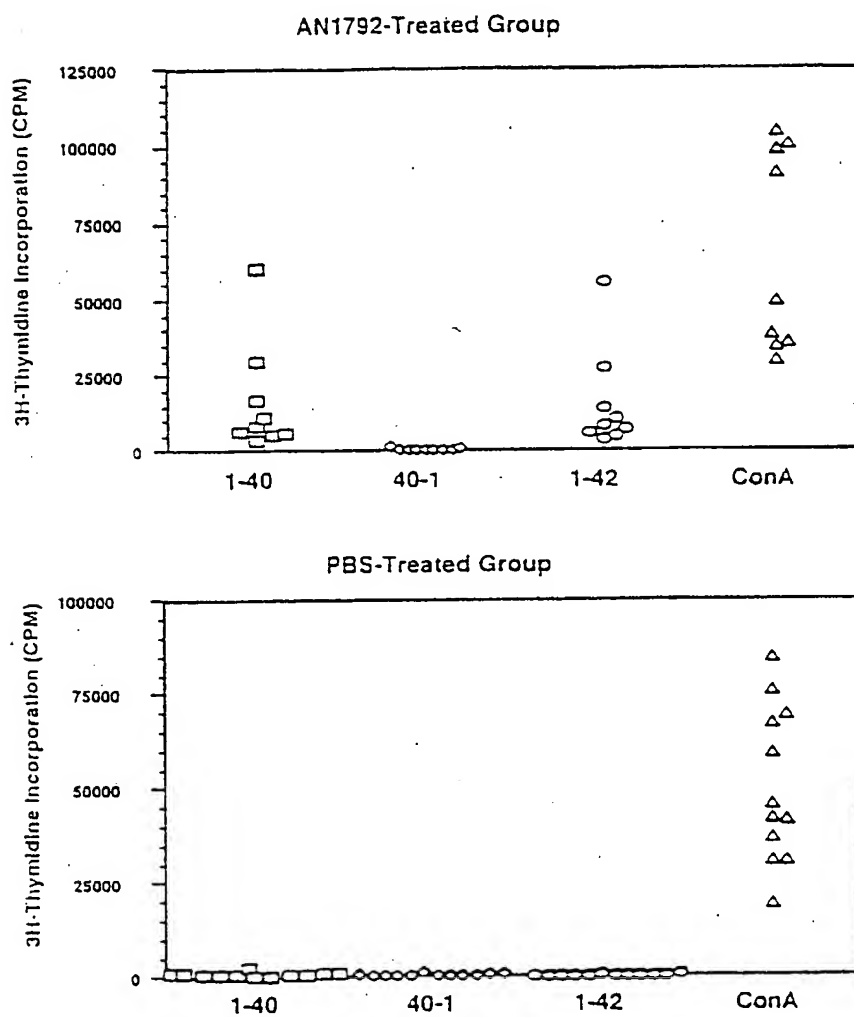 AN1792-Treated Group
3H-Thymidine Incorporation (CPM)
125000
100000
75000
50000
25000
0
1-40 40-1 1-42 ConA
PBS-Treated Group
3H-Thymidine Incorporation (CPM)
100000
75000
50000
25000
0
1-40 40-1 1-42 ConA